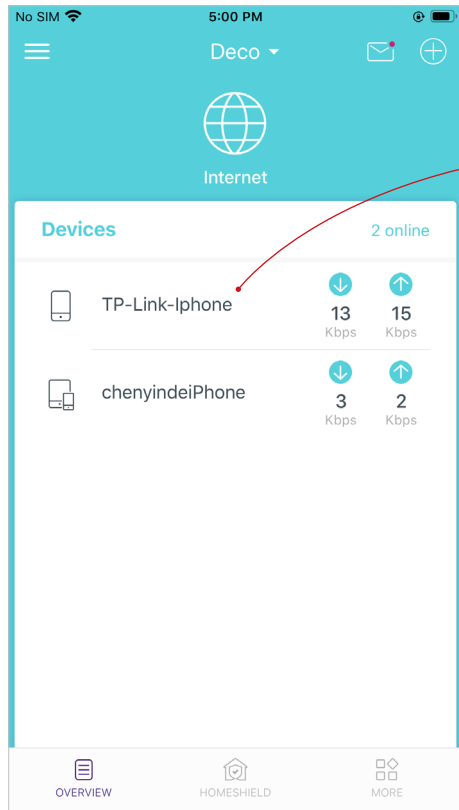 No SIM 5:00 PM
Deco
Internet
Devices 2 online
TP-Link-Iphone 13 15
Kbps Kbps
chenyindeiPhone 3 2
Kbps Kbps
OVERVIEW HOMESHIELD MORE